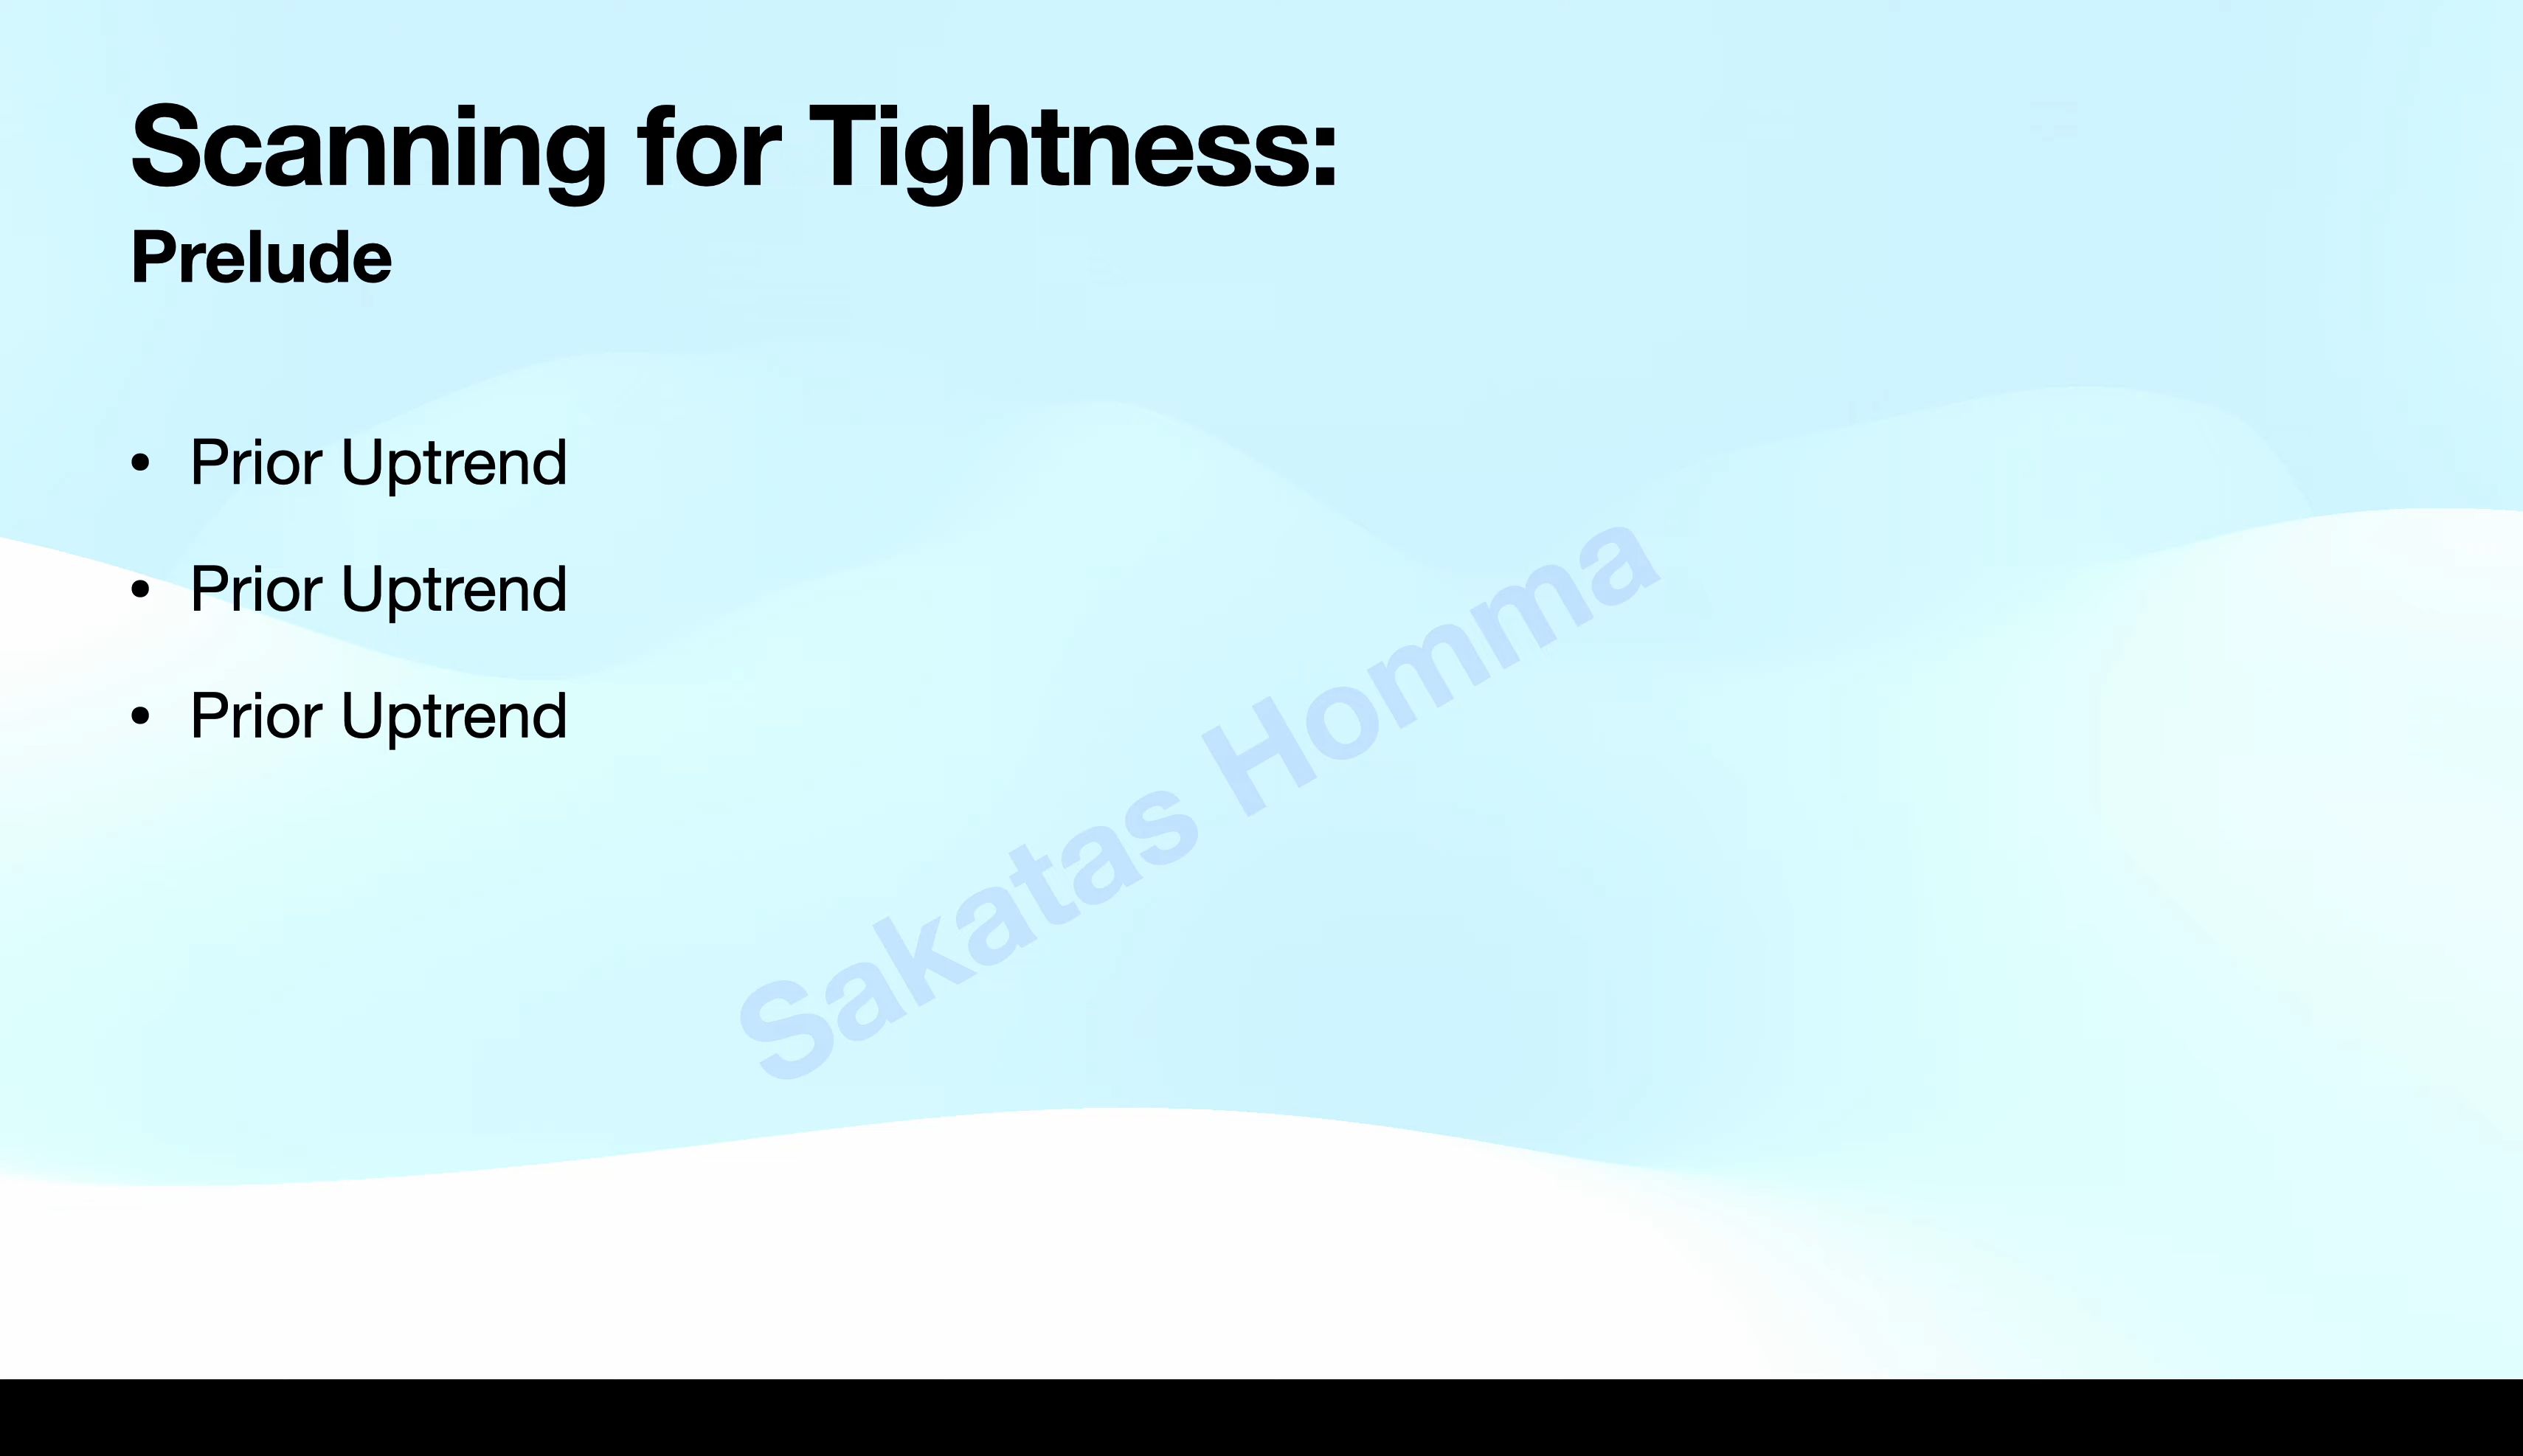 Scanning for Tightness:
Prelude
• Prior Uptrend
• Prior Uptrend
• Prior Uptrend
Sakatas Homma